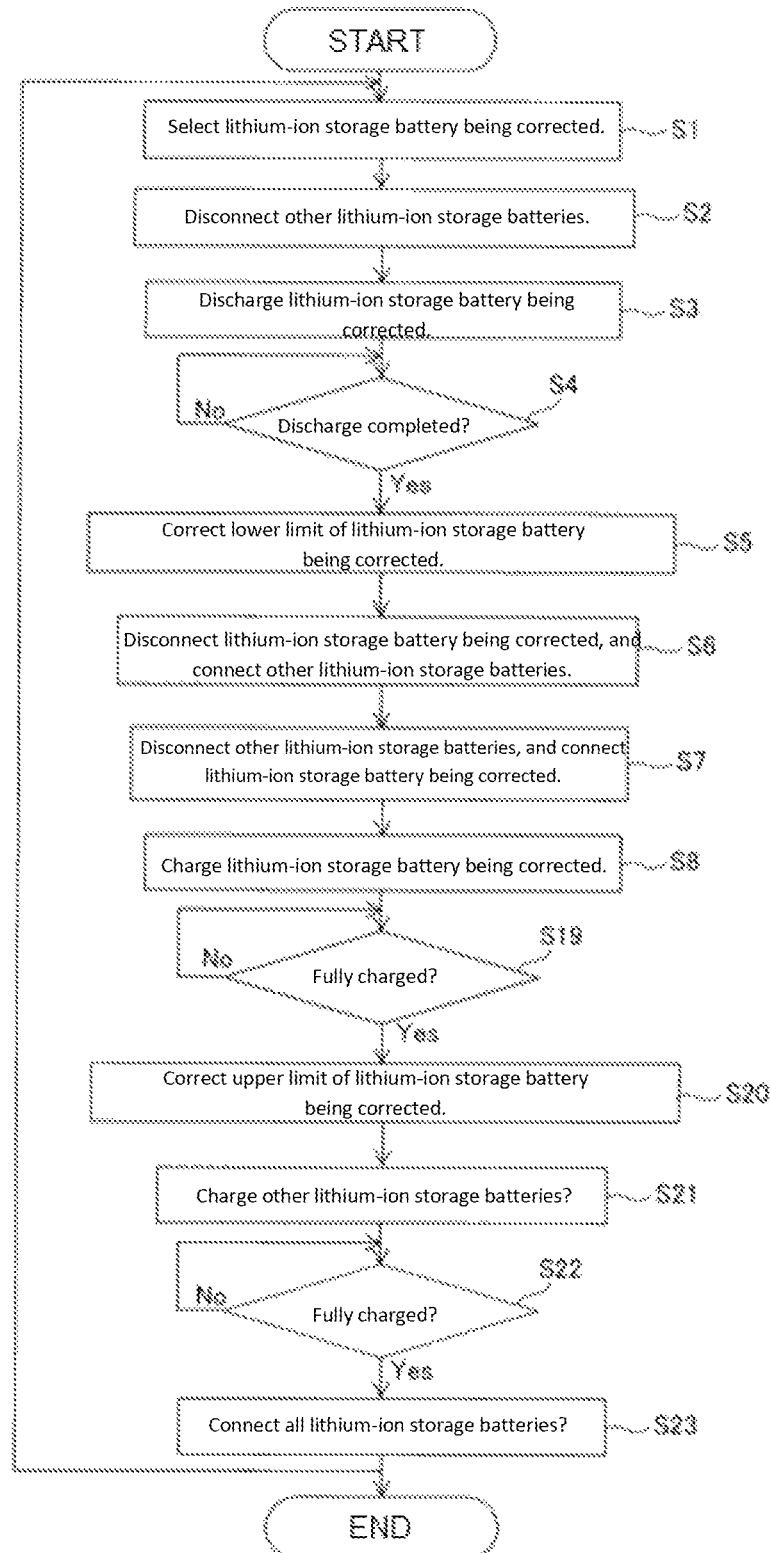 START
Select lithium-ion storage battery being corrected.
S1
Disconnect other lithium-ion storage batteries.
S2
Discharge lithium-ion storage battery being
corrected.
S3
S4
No
Discharge completed?
Yes
Correct lower limit of lithium-ion storage battery
being corrected.
S5
Disconnect lithium-ion storage battery being corrected, and
connect other lithium-ion storage batteries.
S6
Disconnect other lithium-ion storage batteries, and connect
lithium-ion storage battery being corrected.
S7
Charge lithium-ion storage battery being corrected.
S8
S19
No
Fully charged?
Yes
Correct upper limit of lithium-ion storage battery
being corrected.
S20
Charge other lithium-ion storage batteries?
S21
S22
No
Fully charged?
Yes
Connect all lithium-ion storage batteries?
S23
END